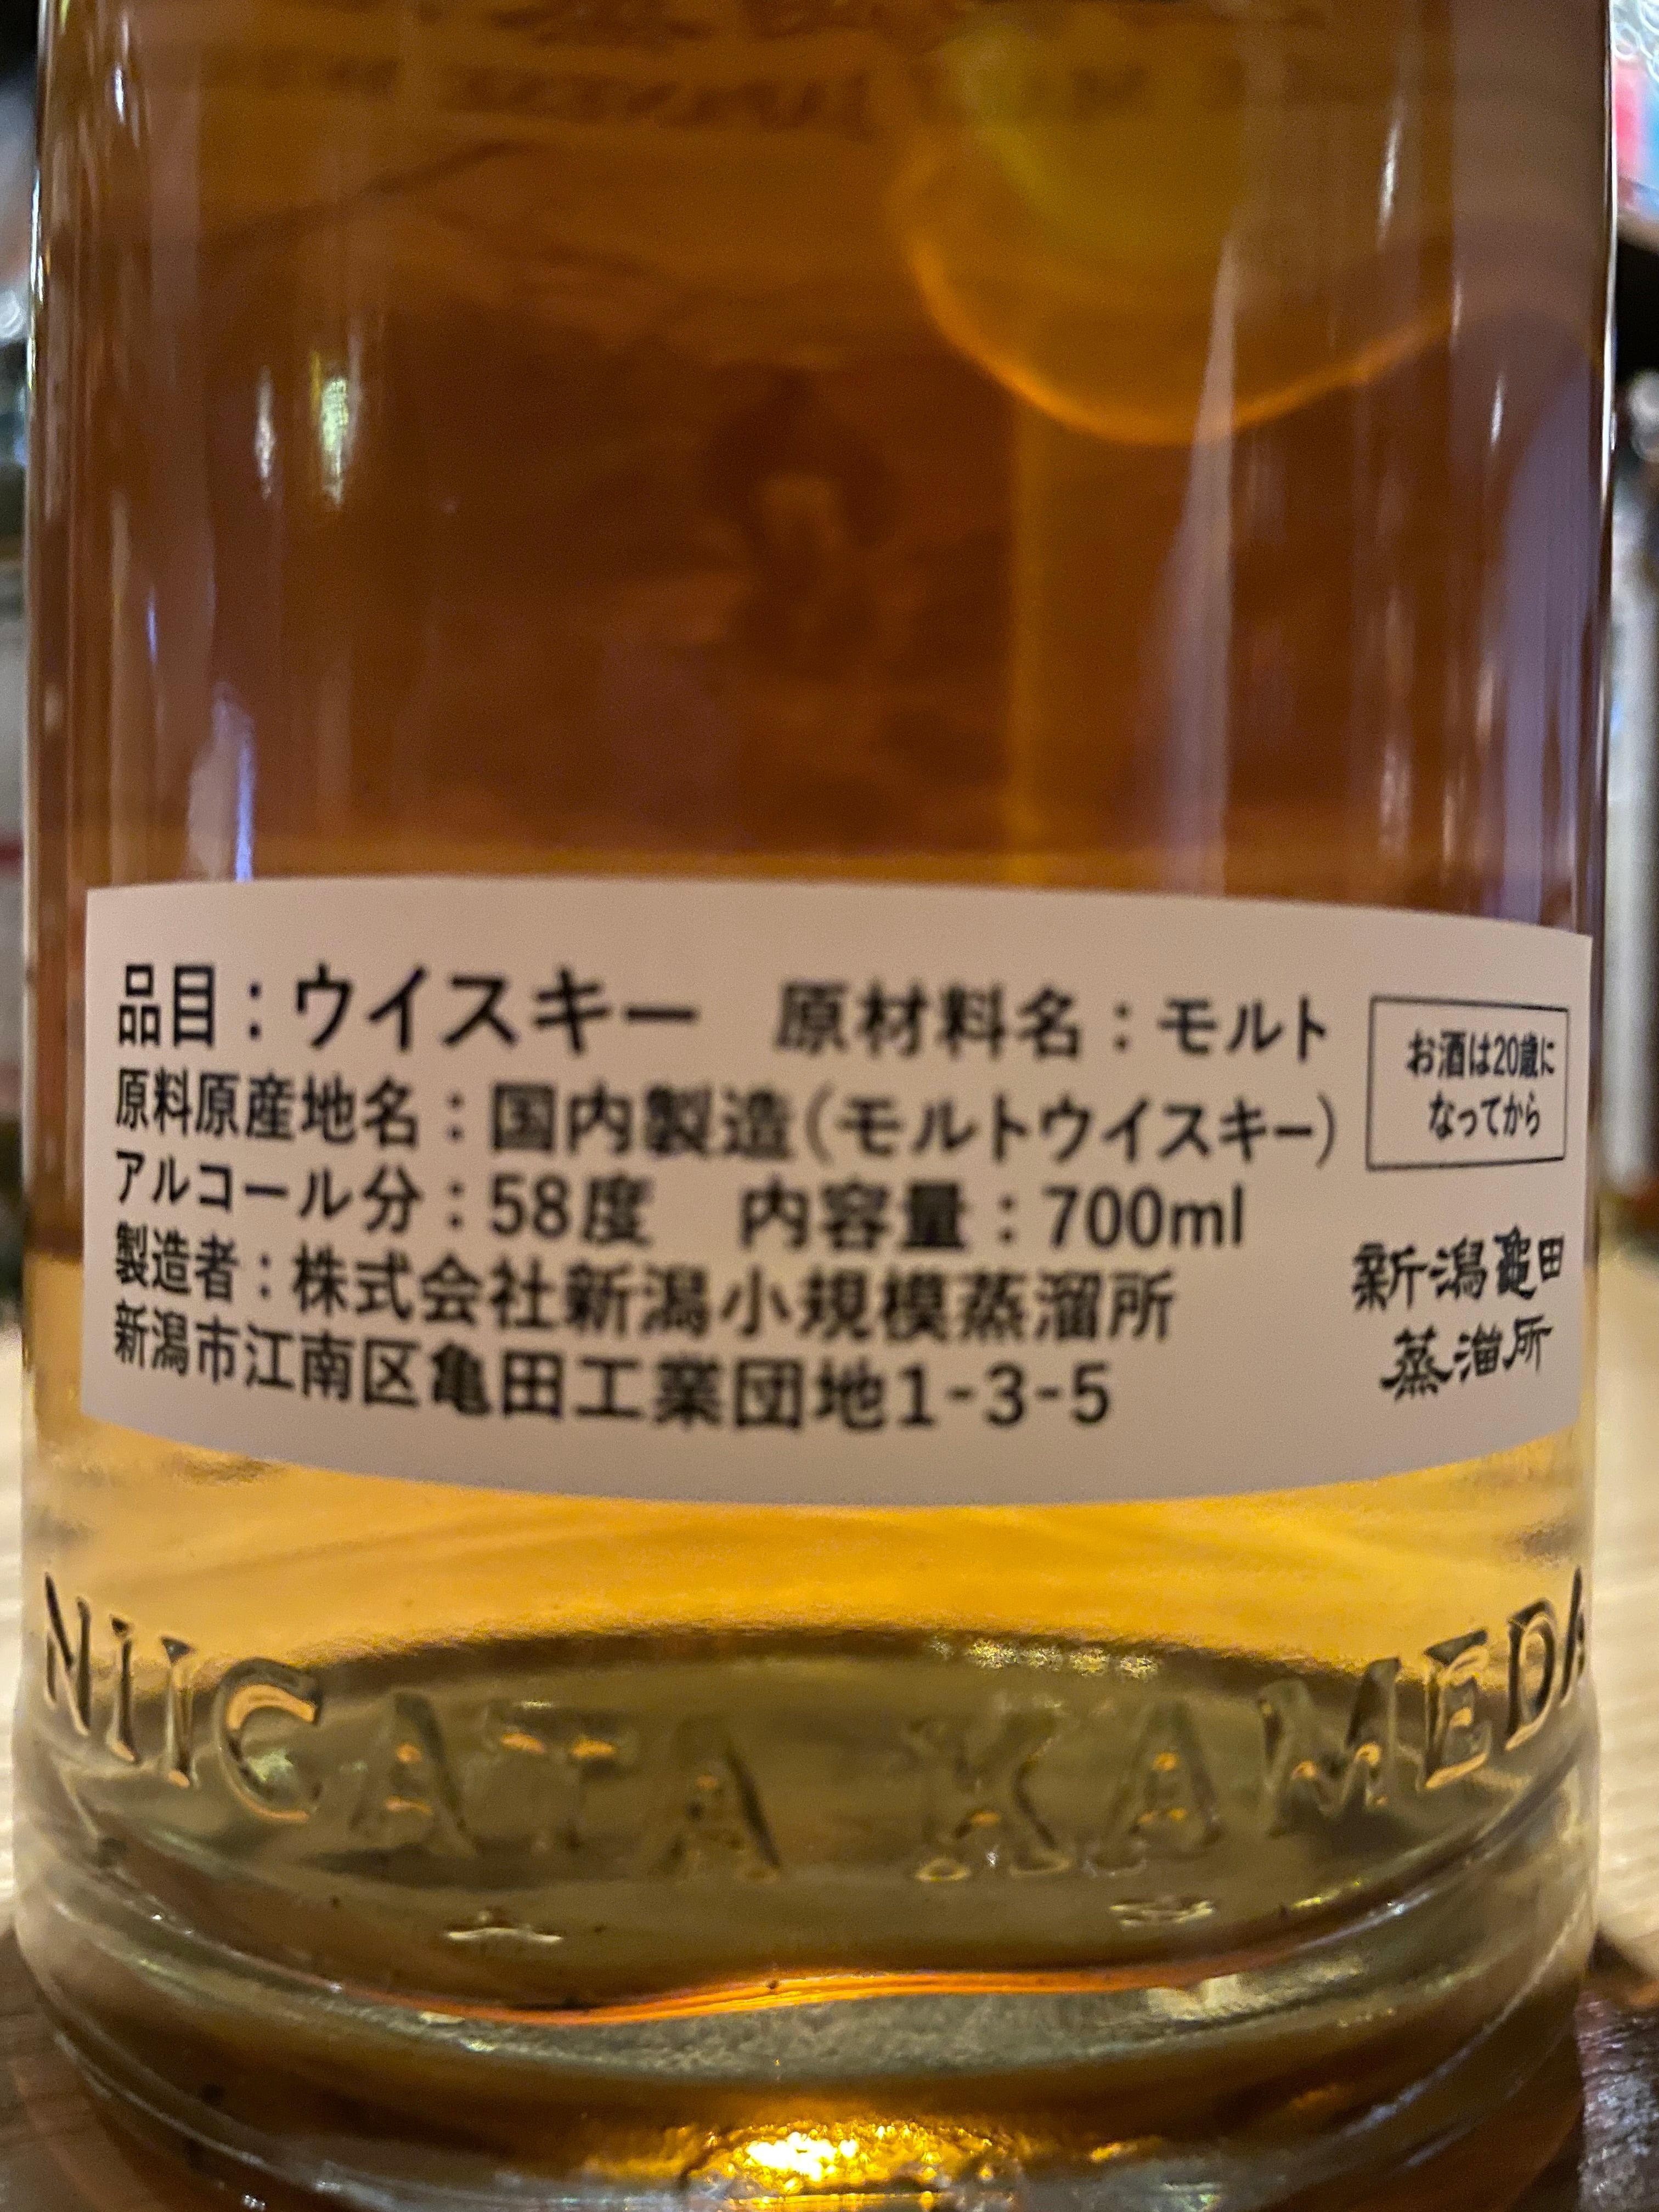 品目：ウイスキー　原材料名：モルト
原料原産地名：国内製造(モルトウイスキー)
アルコール分：58度　内容量：700ml
製造者：株式会社新潟小規模蒸溜所
新潟市江南区亀田工業団地1-3-5
お酒は20歳に
なってから
新潟亀田
蒸溜所
NIIGATA KAMEDA